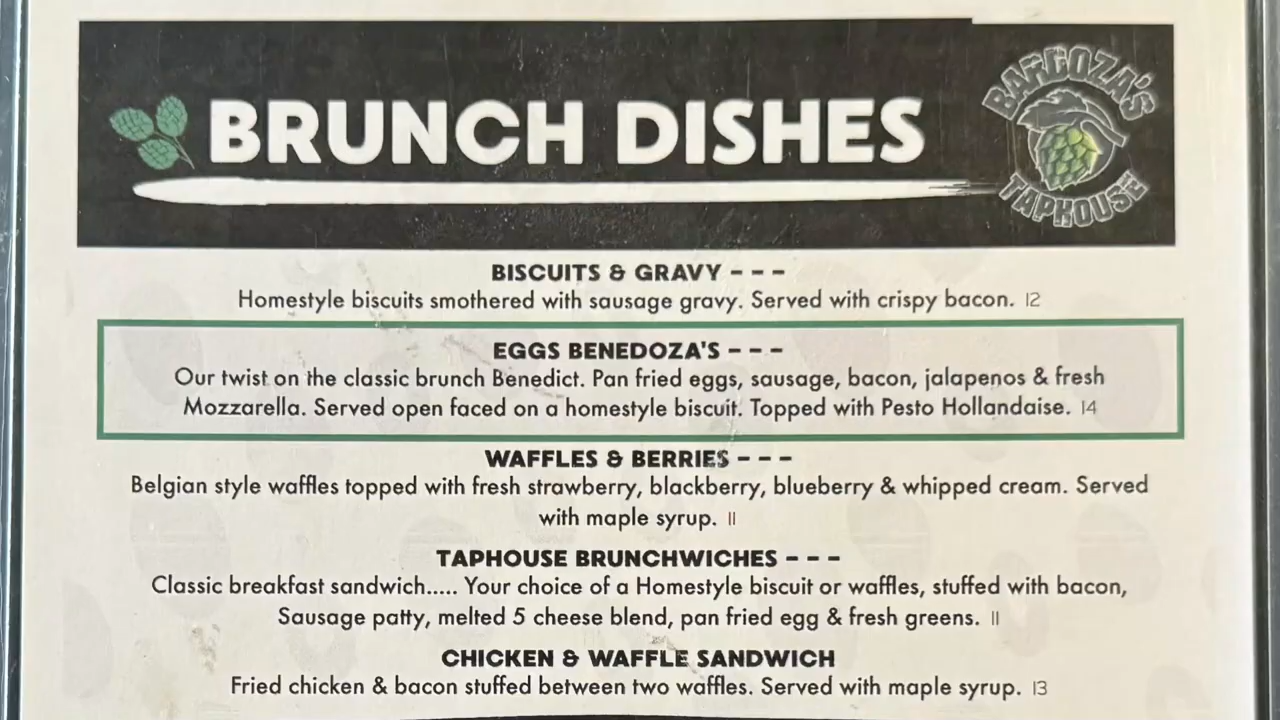 BRUNCH DISHES
BARDOZA'S
TAPHOUSE
BISCUITS & GRAVY - - -
Homestyle biscuits smothered with sausage gravy. Served with crispy bacon. 12
EGGS BENEDOZA'S - - -
Our twist on the classic brunch Benedict. Pan fried eggs, sausage, bacon, jalapenos & fresh
Mozzarella. Served open faced on a homestyle biscuit. Topped with Pesto Hollandaise. 14
WAFFLES & BERRIES - - -
Belgian style waffles topped with fresh strawberry, blackberry, blueberry & whipped cream. Served
with maple syrup. 11
TAPHOUSE BRUNCHWICHES - - -
Classic breakfast sandwich..... Your choice of a Homestyle biscuit or waffles, stuffed with bacon,
Sausage patty, melted 5 cheese blend, pan fried egg & fresh greens. 11
CHICKEN & WAFFLE SANDWICH
Fried chicken & bacon stuffed between two waffles. Served with maple syrup. 13